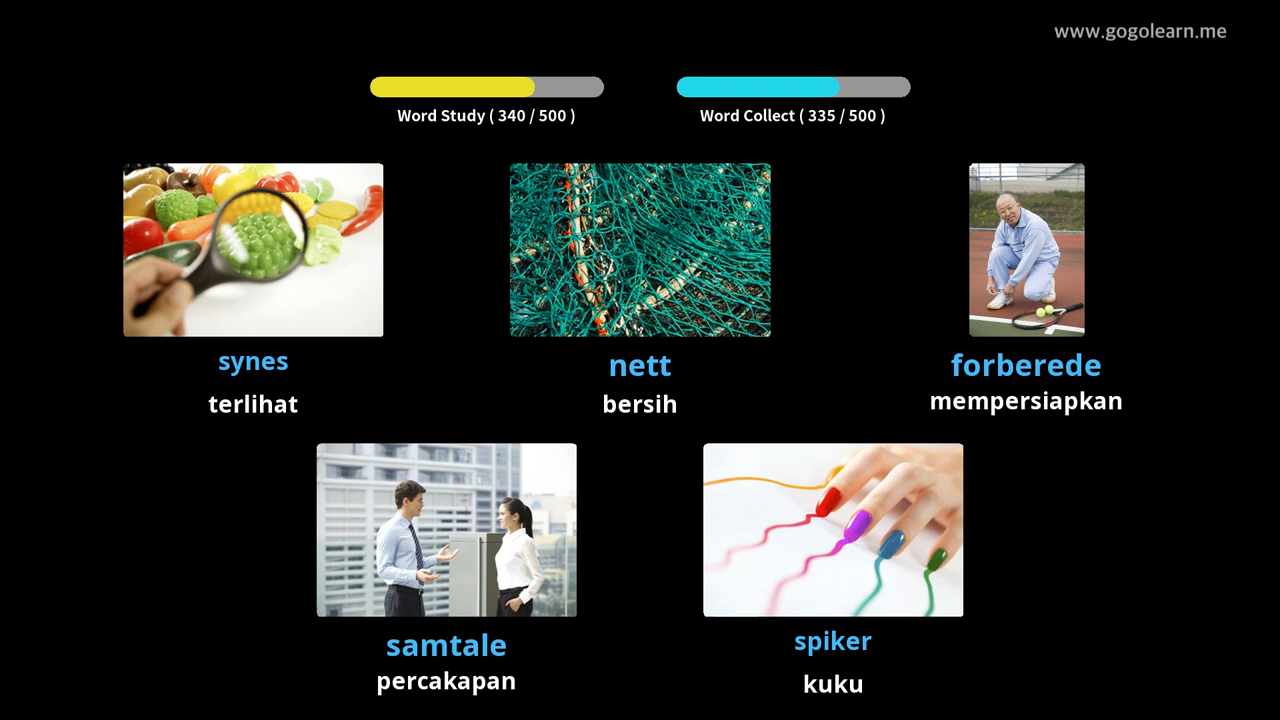 www.gogolearn.me
Word Study ( 340 / 500 )
Word Collect ( 335 / 500 )
synes
terlihat
nett
bersih
forberede
mempersiapkan
samtale
percakapan
spiker
kuku